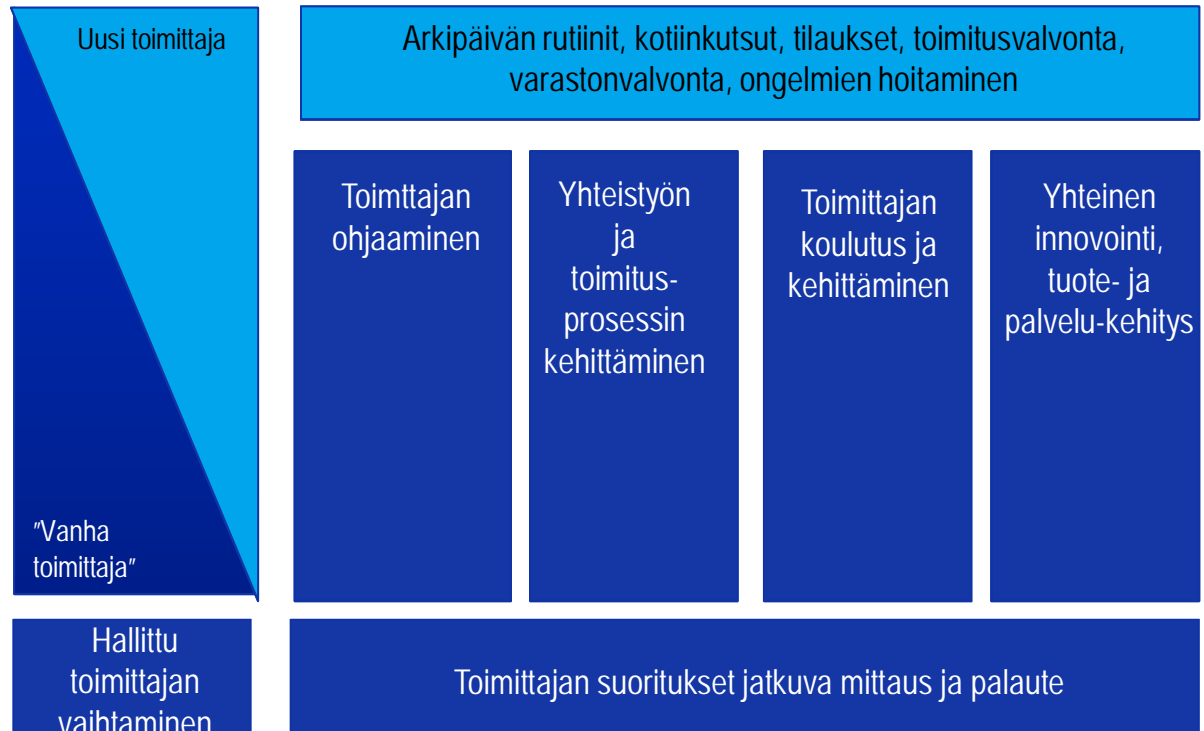 Uusi toimittaja
"Vanha
toimittaja"
Hallittu
toimittajan
vaihtaminen
Arkipäivän rutiinit, kotiinkutsut, tilaukset, toimitusvalvonta,
varastonvalvonta, ongelmien hoitaminen
Toimttajan
ohjaaminen
Yhteistyön
ja
toimitus-
prosessin
kehittäminen
Toimittajan
koulutus ja
kehittäminen
Yhteinen
innovointi,
tuote- ja
palvelu-kehitys
Toimittajan suoritukset jatkuva mittaus ja palaute